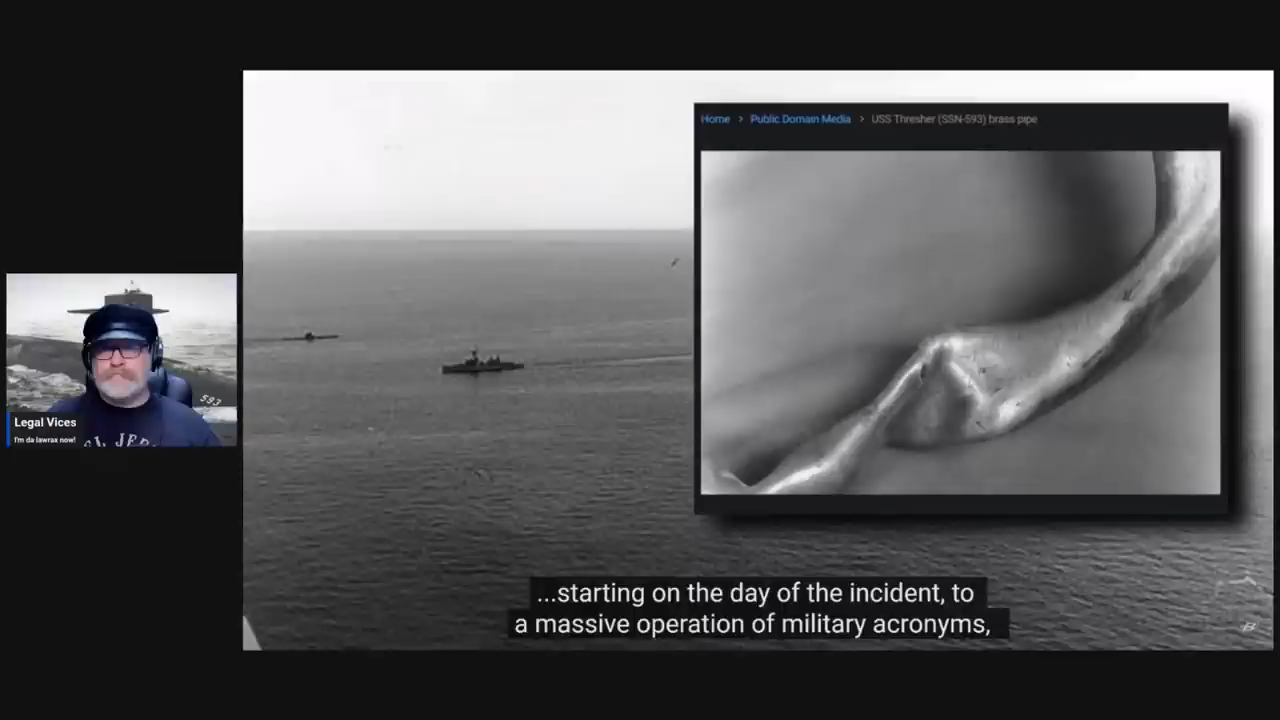 Home > Public Domain Media > USS Thresher (SSN-593) brass pipe
593
Legal Vices
I'm da lawrax now!
...starting on the day of the incident, to
a massive operation of military acronyms,